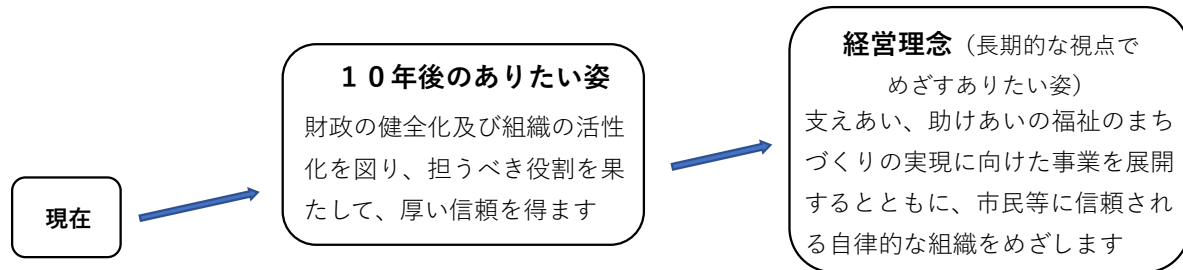 現在
１０年後のありたい姿
財政の健全化及び組織の活性
化を図り、担うべき役割を果
たして、厚い信頼を得ます
経営理念（長期的な視点で
めざすありたい姿）
支えあい、助けあいの福祉のまち
づくりの実現に向けた事業を展開
するとともに、市民等に信頼され
る自律的な組織をめざします